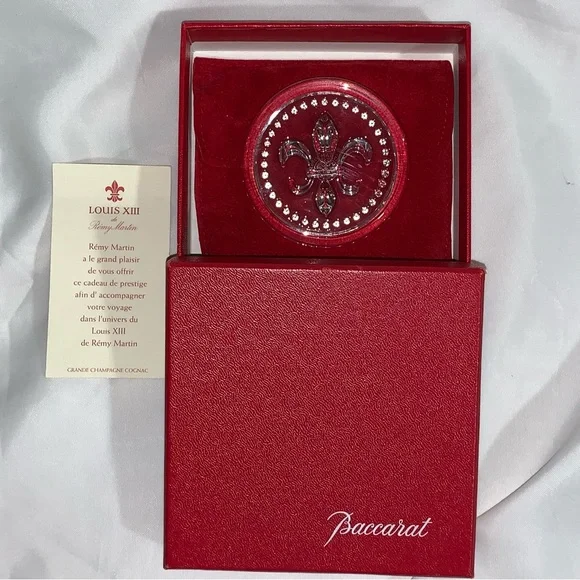 LOUIS XIII
de
Rémy Martin
Rémy Martin
a le grand plaisir
de vous offrir
ce cadeau de prestige
afin d' accompagner
votre voyage
dans l'univers du
Louis XIII
de Rémy Martin
GRANDE CHAMPAGNE COGNAC
Baccarat